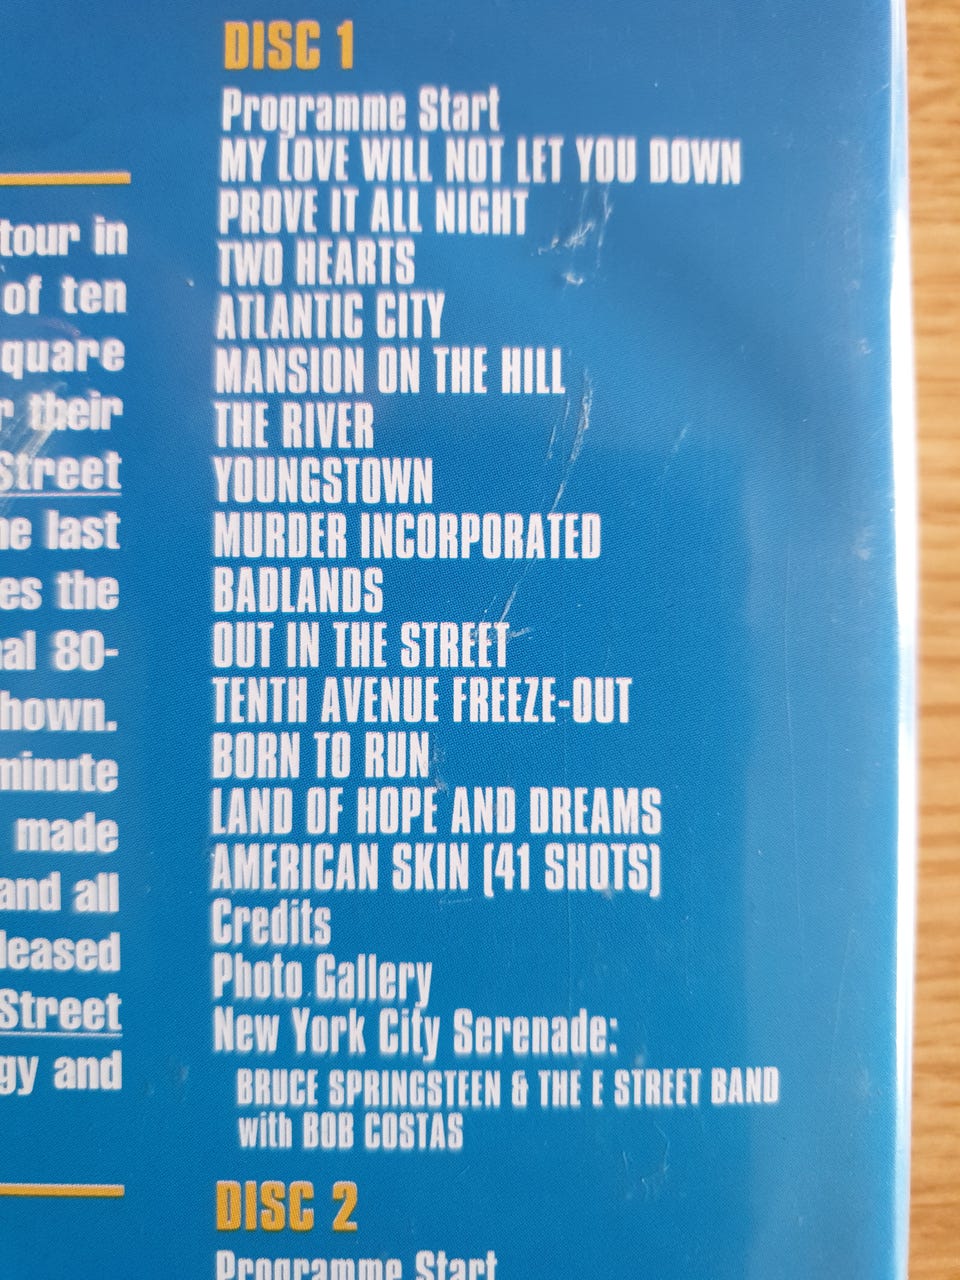 tour in
of ten
quare
r their
Street
ne last
es the
al 80-
hown.
minute
made
and all
leased
Street
gy and
DISC 1
Programme Start
MY LOVE WILL NOT LET YOU DOWN
PROVE IT ALL NIGHT
TWO HEARTS
ATLANTIC CITY
MANSION ON THE HILL
THE RIVER
YOUNGSTOWN
MURDER INCORPORATED
BADLANDS
OUT IN THE STREET
TENTH AVENUE FREEZE-OUT
BORN TO RUN
LAND OF HOPE AND DREAMS
AMERICAN SKIN (41 SHOTS)
Credits
Photo Gallery
New York City Serenade:
BRUCE SPRINGSTEEN & THE E STREET BAND
with BOB COSTAS
DISC 2
Programme Start